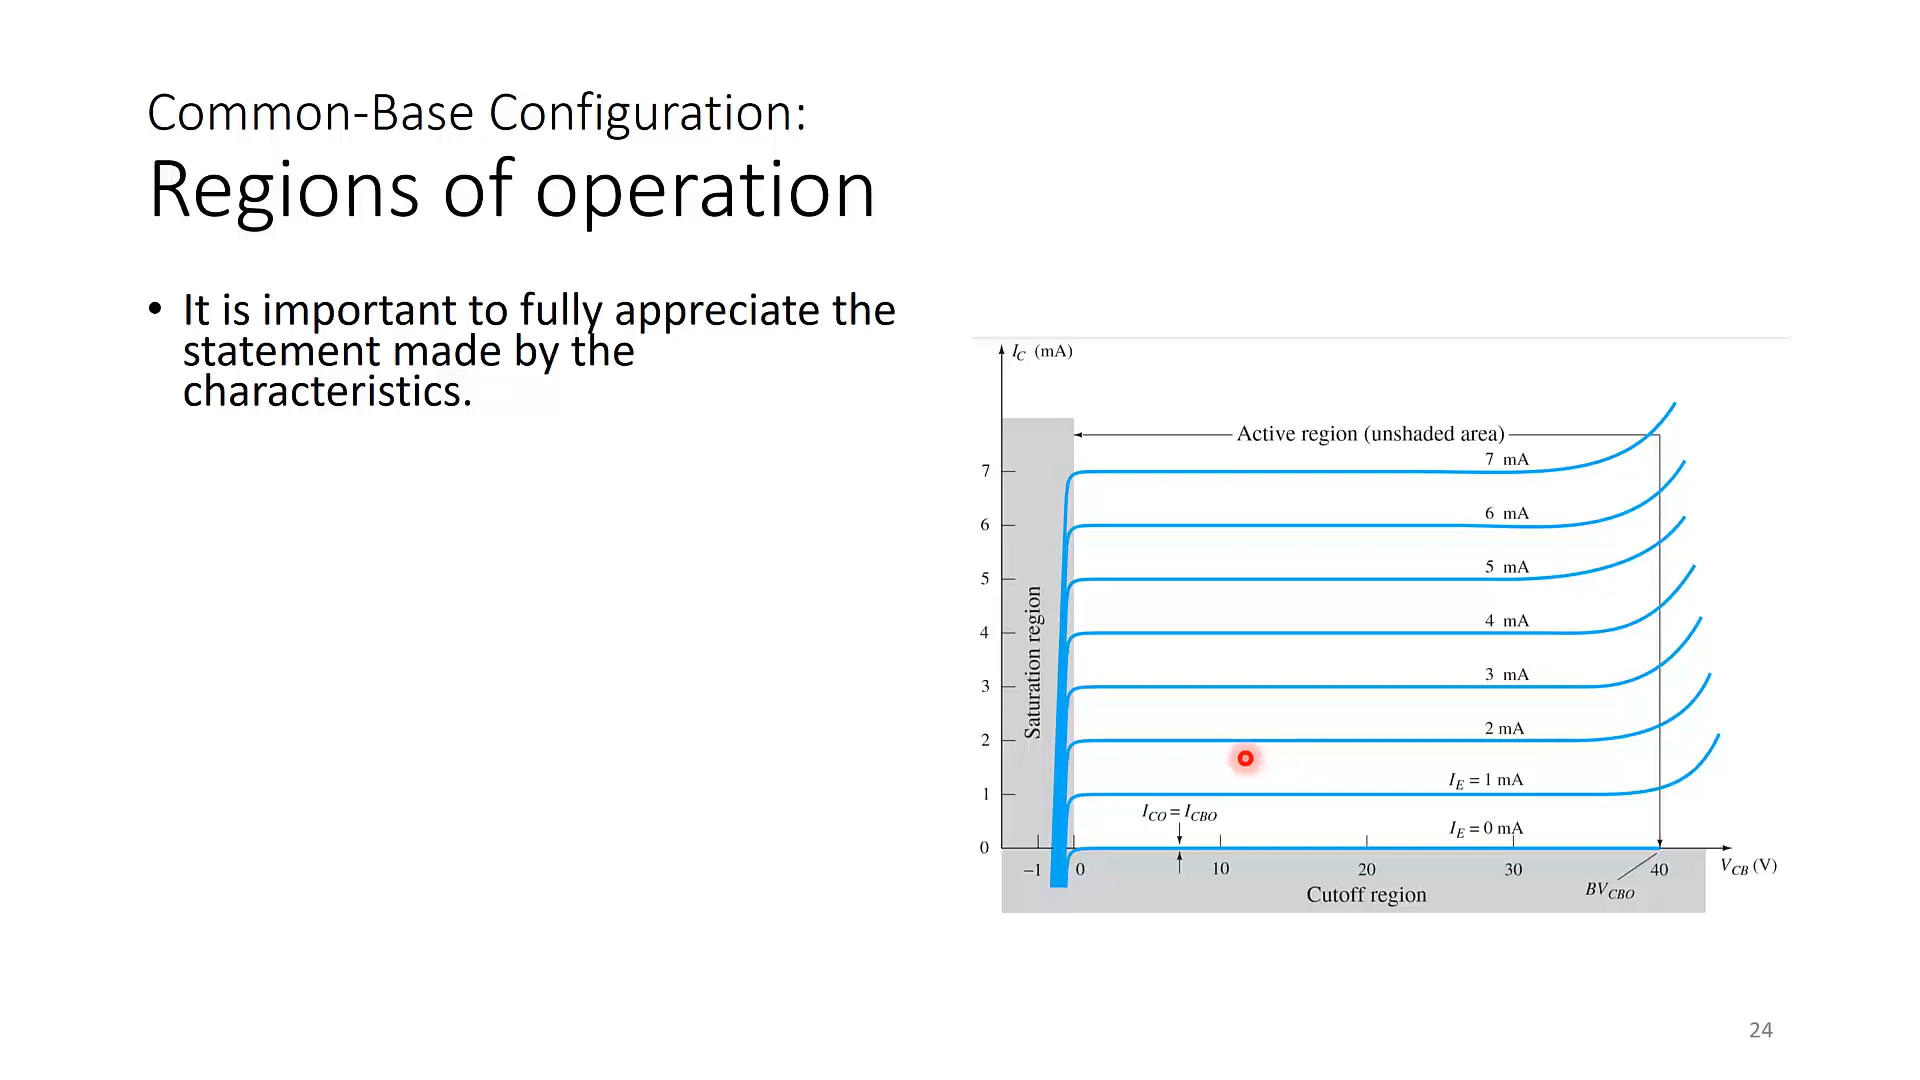 Common-Base Configuration:
Regions of operation
• It is important to fully appreciate the
statement made by the
characteristics.
I_C (mA)
Active region (unshaded area)
7 mA
7
6 mA
6
5 mA
5
4 mA
4
3 mA
3
2 mA
2
I_E = 1 mA
1
I_CO = I_CBO
I_E = 0 mA
0
Saturation region
−1 0 10 20 30 40 V_CB (V)
BV_CBO
Cutoff region
24